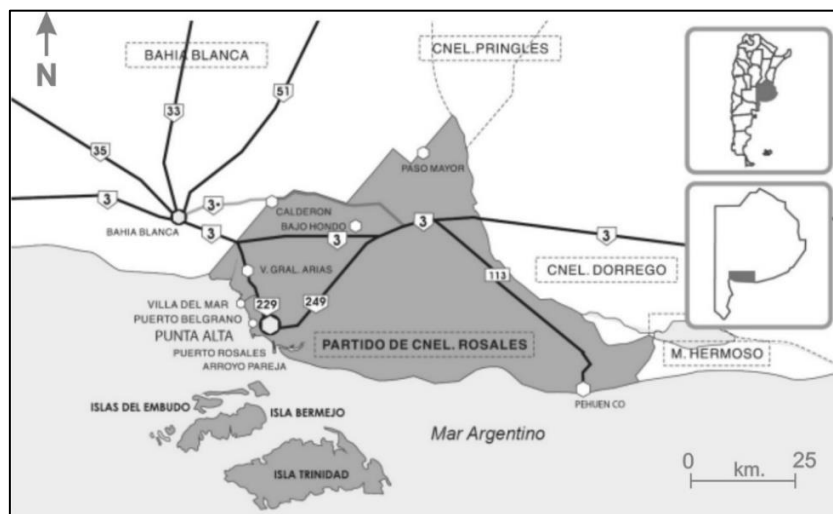 N
BAHIA BLANCA
CNEL. PRINGLES
33
51
35
PASO MAYOR
3
3•
CALDERON
BAHIA BLANCA
3
BAJO HONDO
3
3
3
V. GRAL. ARIAS
113
CNEL. DORREGO
VILLA DEL MAR
229
249
PUERTO BELGRANO
PUNTA ALTA
PUERTO ROSALES
ARROYO PAREJA
PARTIDO DE CNEL. ROSALES
M. HERMOSO
PEHUEN CO
ISLAS DEL EMBUDO
ISLA BERMEJO
Mar Argentino
ISLA TRINIDAD
0 25
km.